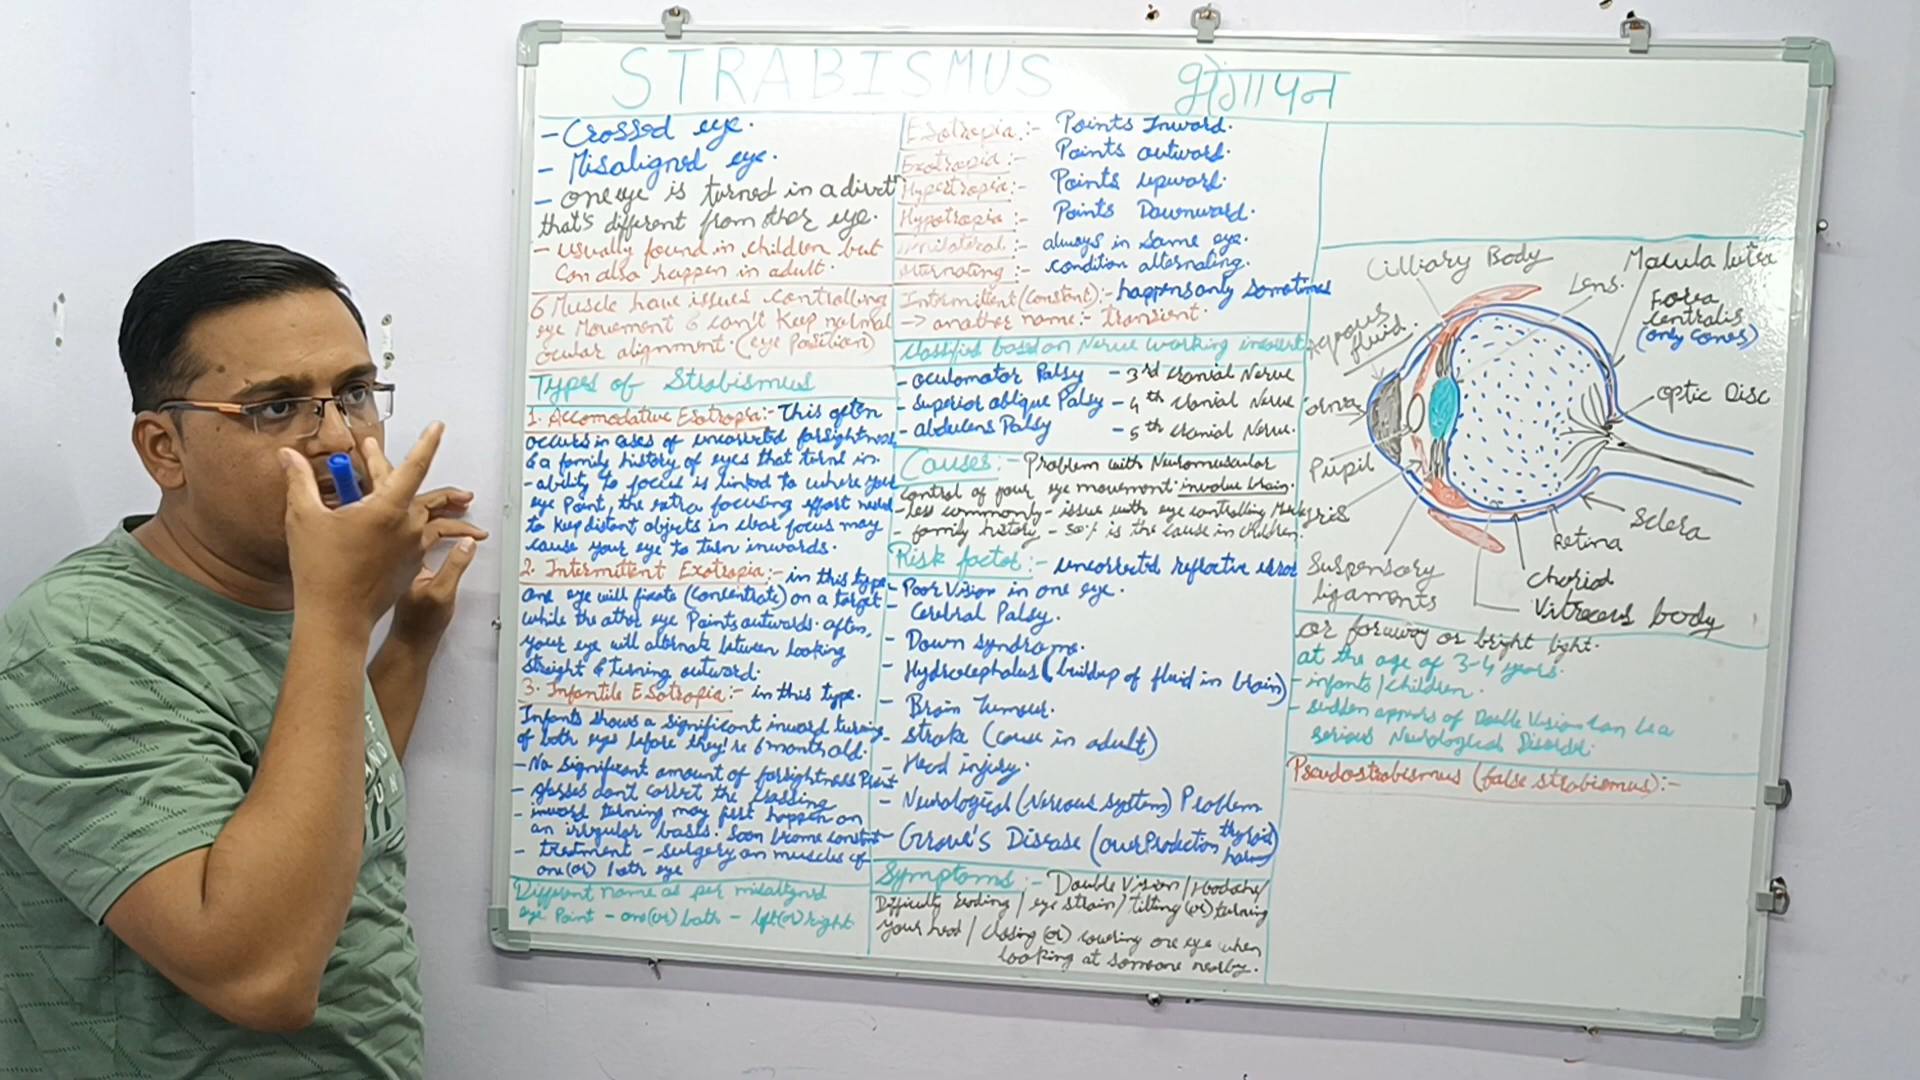 STRABISMUS
भेंगापन
- Crossed eye.
- Misaligned eye.
- one eye is turned in a direct
that's different from other eye.
- usually found in children but
can also happen in adult.
6 Muscle have issues controlling
eye Movement & can't keep normal
ocular alignment. (eye Position)
Types of Strabismus
1. Accomodative Esotropia:- This often
occurs in cases of uncorrected farsightness
& a family history of eyes that turn in.
- ability to focus is linked to where your
eye Point, the extra focusing effort need
to keep distant objects in clear focus may
cause your eye to turn inwards.
2. Intermittent Exotropia:- in this type
one eye will fixate (concentrate) on a target
while the other eye Points outwards. often,
your eye will alternate between looking
straight & turning outward.
3. Infantile Esotropia:- in this type.
Infants shows a significant inward turning
of both eyes before they're 6 months old.
- No significant amount of farsightness
- glasses don't correct the crossing
- inward turning may first happen on
an irregular basis. Soon become constant
- treatment - surgery on muscles of
one (or) both eye
Different name as per misaligned
eye Point - one (or) both - left (or) right
Esotropia:- Points Inward.
Exotropia:- Points outward.
Hypertropia:- Points upward.
Hypotropia:- Points Downward.
unilateral:- always in same eye.
alternating:- condition alternating.
Intermittent (constant):- happens only sometimes
-> another name:- transient.
classified based on Nerve working incorrect
- oculomotor Palsy - 3rd cranial Nerve
- superior oblique Palsy - 4th cranial Nerve
- abducens Palsy - 5th cranial Nerve.
Causes:- Problem with Neuromuscular
control of your eye movement. involve brain.
- less commonly - issue with eye controlling
family history - 30% is the cause in children.
Risk factor:- uncorrected refractive error
- Poor Vision in one eye.
- Cerebral Palsy.
- Down syndrome.
- Hydrocephalus (buildup of fluid in brain)
- Brain Tumour.
- stroke (cause in adult)
- Head injury.
- Neurological (Nervous system) Problem
- Grave's Disease (over Production thyroid
Symptoms:- Double Vision / Headache /
Difficulty Reading / eye strain / tilting (or) turning
your head / closing (or) covering one eye when
looking at someone nearby.
Cilliary Body
Lens.
Macula lutea
Fovea
centralis
(only cones)
fluid.
optic Disc
Pupil
Sclera
Retina
Choriod
Vitreous body
Suspensory
ligaments
or faraway or bright light.
at the age of 3-4 years.
- infants / children.
- sudden appears of Double Vision can be a
serious Neurological Disorder.
Pseudostrabismus (false strabismus):-